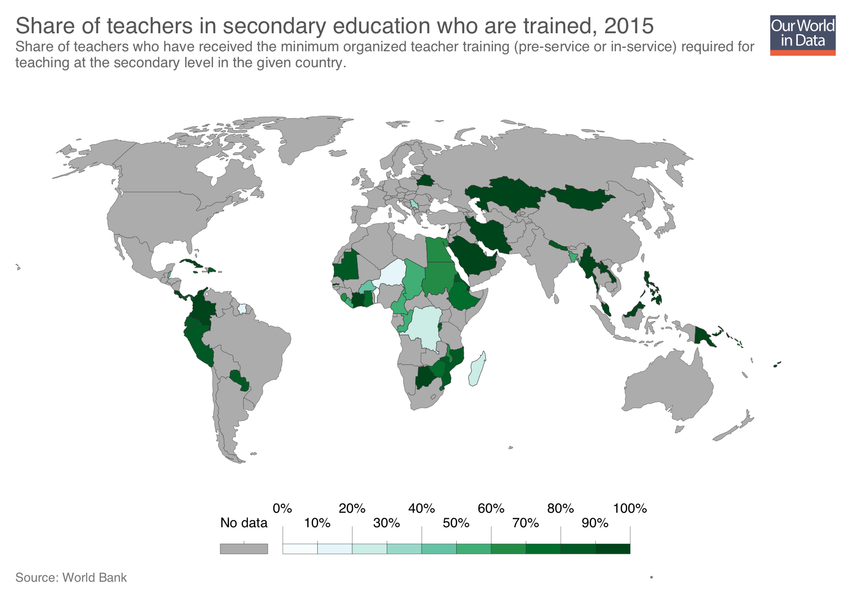 Share of teachers in secondary education who are trained, 2015
Our World
in Data
Share of teachers who have received the minimum organized teacher training (pre-service or in-service) required for
teaching at the secondary level in the given country.
0% 20% 40% 60% 80% 100%
No data 10% 30% 50% 70% 90%
Source: World Bank